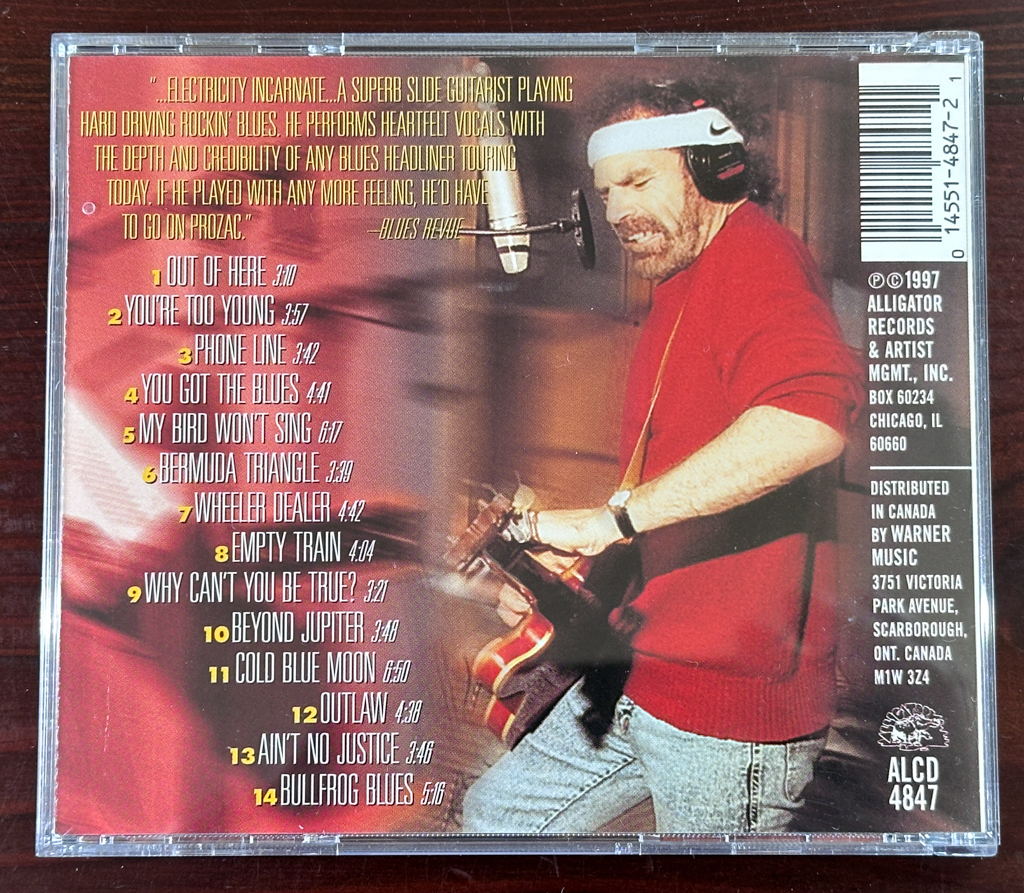 "...ELECTRICITY INCARNATE...A SUPERB SLIDE GUITARIST PLAYING
HARD DRIVING ROCKIN' BLUES. HE PERFORMS HEARTFELT VOCALS WITH
THE DEPTH AND CREDIBILITY OF ANY BLUES HEADLINER TOURING
TODAY. IF HE PLAYED WITH ANY MORE FEELING, HE'D HAVE
TO GO ON PROZAC."
—BLUES REVUE
1 OUT OF HERE 3:10
2 YOU'RE TOO YOUNG 3:57
3 PHONE LINE 3:42
4 YOU GOT THE BLUES 4:41
5 MY BIRD WON'T SING 6:17
6 BERMUDA TRIANGLE 3:39
7 WHEELER DEALER 4:42
8 EMPTY TRAIN 4:04
9 WHY CAN'T YOU BE TRUE? 3:21
10 BEYOND JUPITER 3:48
11 COLD BLUE MOON 6:50
12 OUTLAW 4:38
13 AIN'T NO JUSTICE 3:46
14 BULLFROG BLUES 5:16
0 14551-4847-2 1
℗©1997
ALLIGATOR
RECORDS
& ARTIST
MGMT., INC.
BOX 60234
CHICAGO, IL
60660
DISTRIBUTED
IN CANADA
BY WARNER
MUSIC
3751 VICTORIA
PARK AVENUE,
SCARBOROUGH,
ONT. CANADA
M1W 3Z4
ALCD
4847